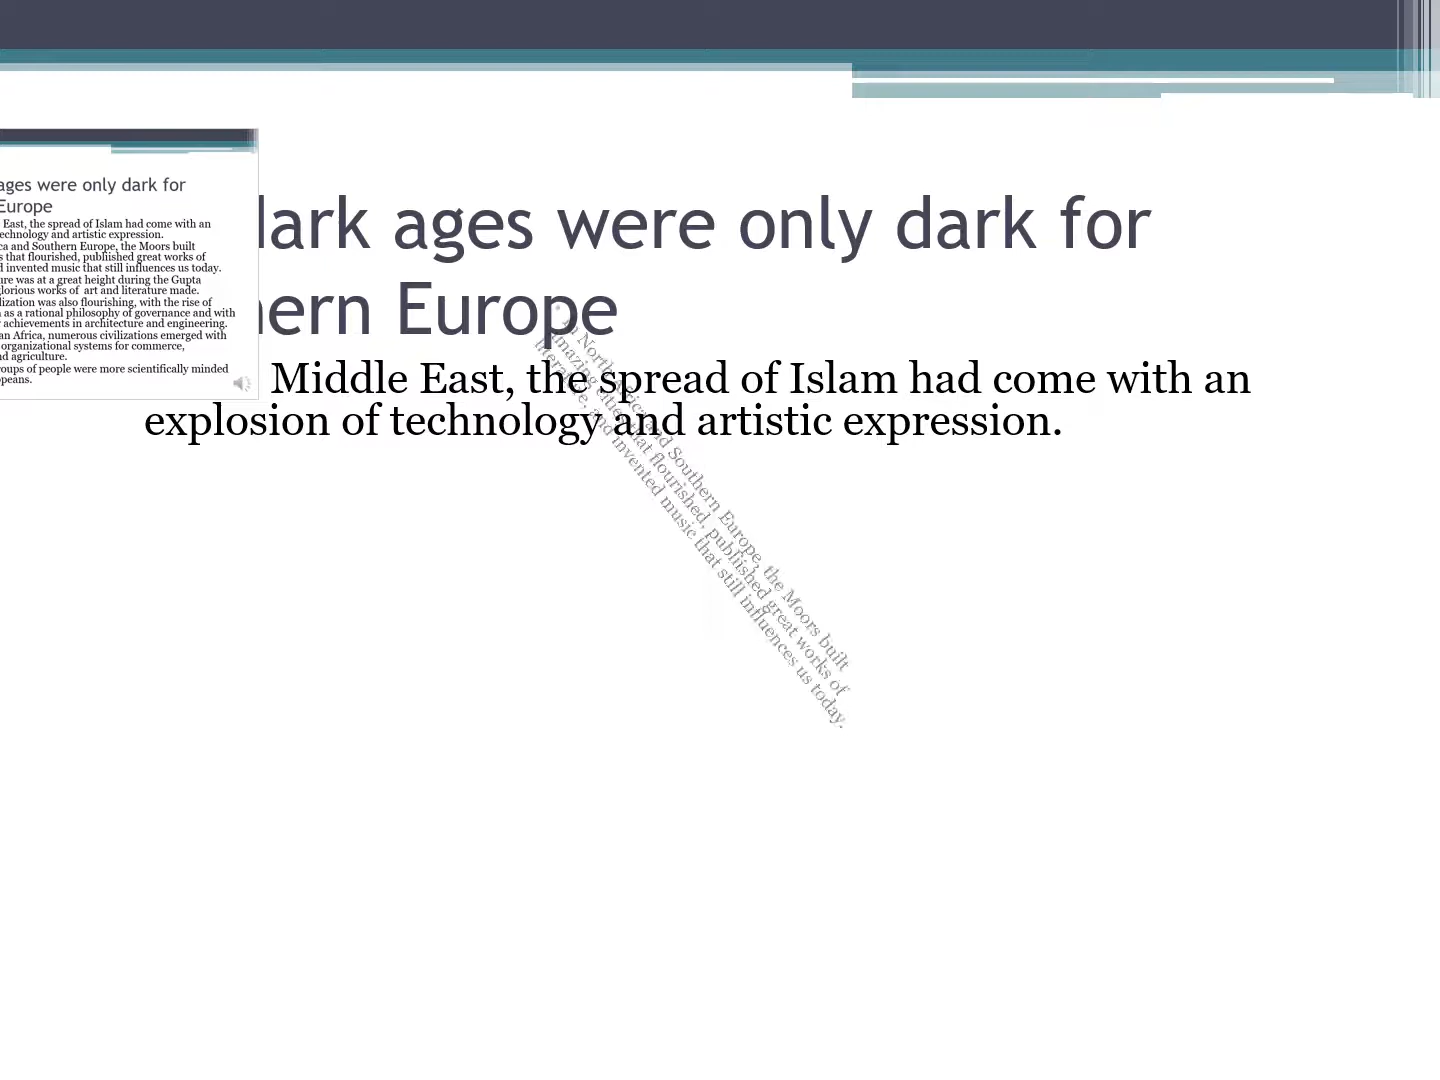 dark ages were only dark for
ern Europe
Middle East, the spread of Islam had come with an
explosion of technology and artistic expression.
In North Africa and Southern Europe, the Moors built
amazing cities that flourished, publiished great works of
literature, and invented music that still influences us today.
ages were only dark for
Europe
East, the spread of Islam had come with an
echnology and artistic expression.
ca and Southern Europe, the Moors built
s that flourished, publiished great works of
d invented music that still influences us today.
ure was at a great height during the Gupta
glorious works of art and literature made.
ilization was also flourishing, with the rise of
as a rational philosophy of governance and with
r achievements in architecture and engineering.
an Africa, numerous civilizations emerged with
organizational systems for commerce,
nd agriculture.
roups of people were more scientifically minded
opeans.